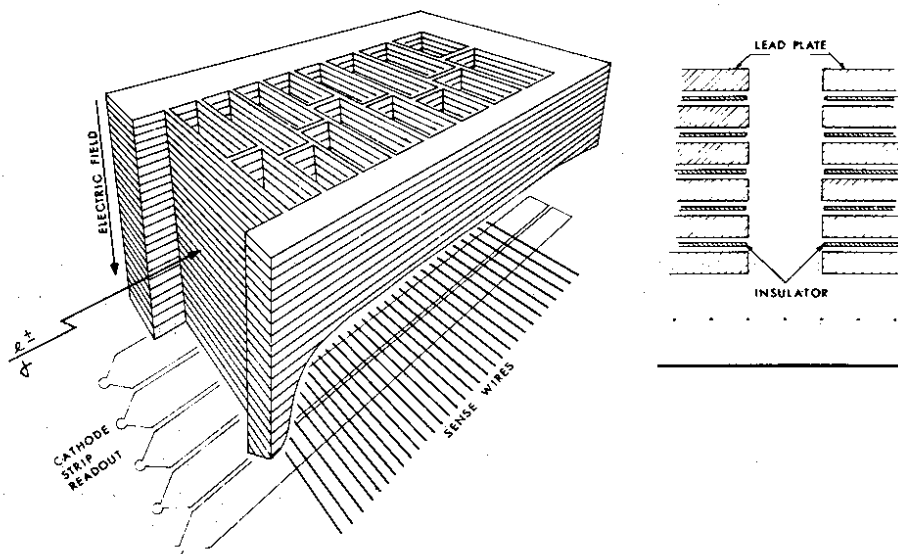 LEAD PLATE
ELECTRIC FIELD
INSULATOR
e±
γ
SENSE WIRES
CATHODE
STRIP
READOUT